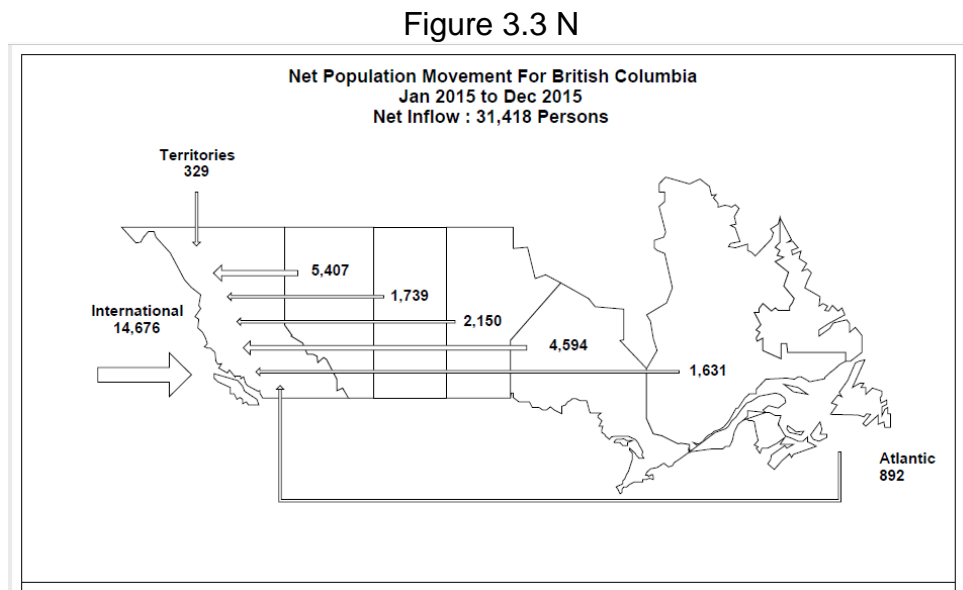 Figure 3.3 N
Net Population Movement For British Columbia
Jan 2015 to Dec 2015
Net Inflow : 31,418 Persons
Territories
329
5,407
1,739
International
14,676
2,150
4,594
1,631
Atlantic
892